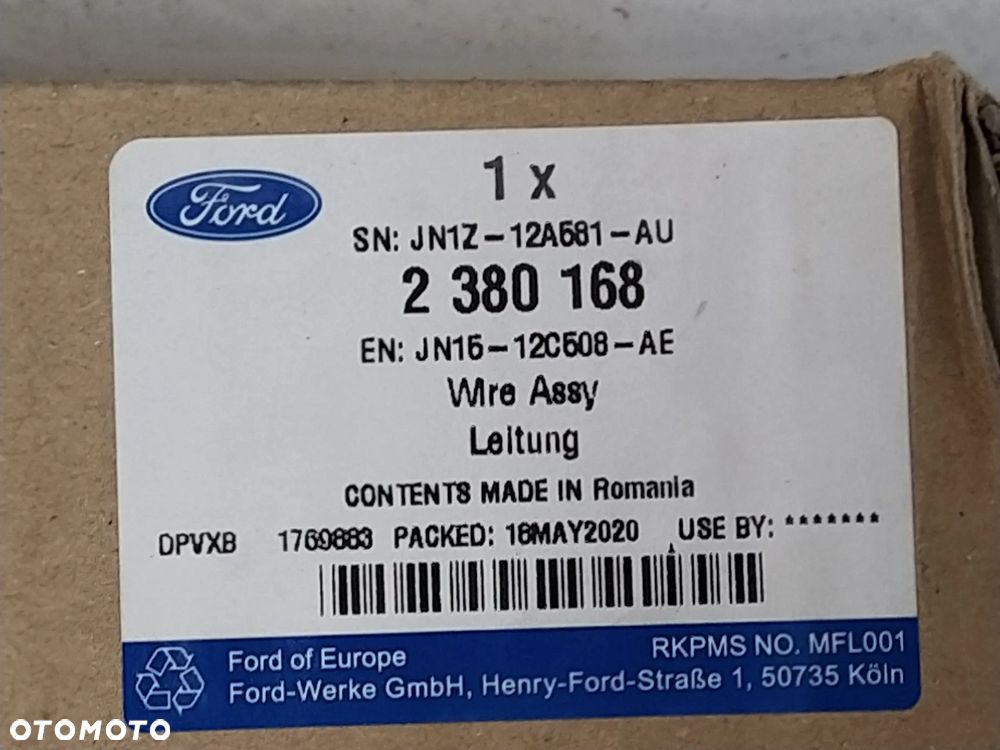 Ford
1 x
SN: JN1Z-12A581-AU
2 380 168
EN: JN15-12C508-AE
Wire Assy
Leitung
CONTENTS MADE IN Romania
DPVXB 1769883 PACKED: 18MAY2020 USE BY: *******
Ford of Europe
RKPMS NO. MFL001
Ford-Werke GmbH, Henry-Ford-Straße 1, 50735 Köln
OTOMOTO